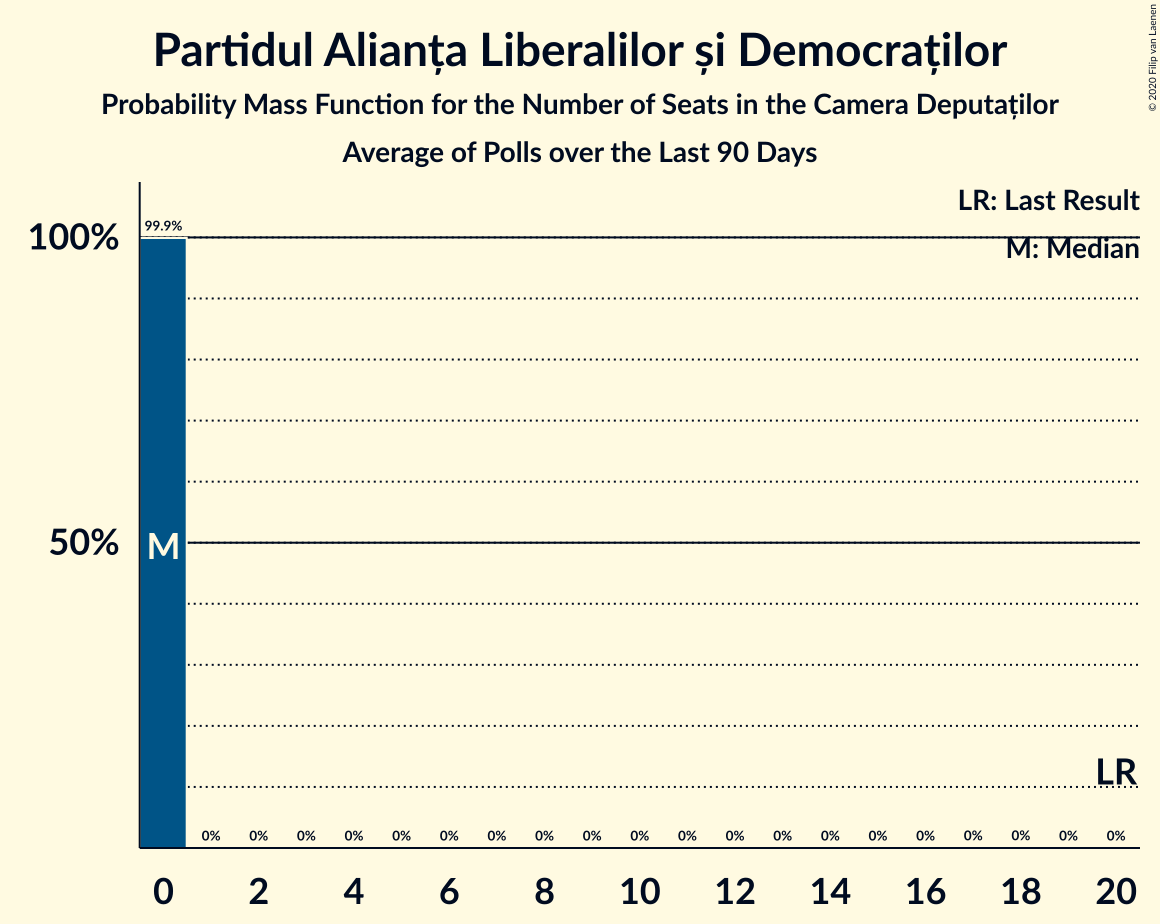 Partidul Alianța Liberalilor și Democraților
Probability Mass Function for the Number of Seats in the Camera Deputaților
Average of Polls over the Last 90 Days
© 2020 Filip van Laenen
LR: Last Result
M: Median
100%
99.9%
50%
M
LR
0% 0% 0% 0% 0% 0% 0% 0% 0% 0% 0% 0% 0% 0% 0% 0% 0% 0% 0% 0%
0 2 4 6 8 10 12 14 16 18 20